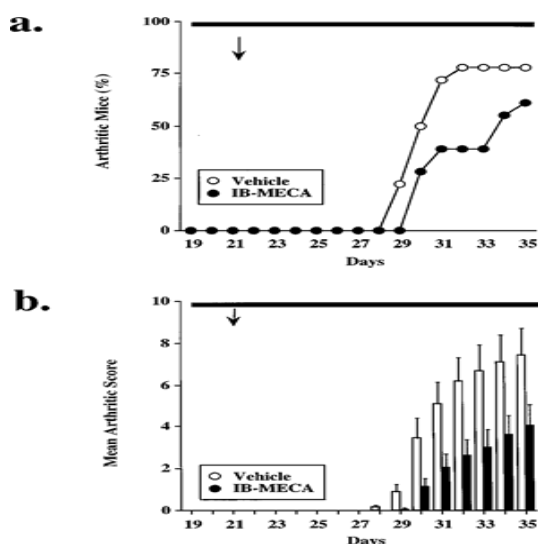 a.
100
75
50
25
0
Arthritic Mice (%)
Vehicle
IB-MECA
19 21 23 25 27 29 31 33 35
Days
b.
10
8
6
4
2
0
Mean Arthritic Score
Vehicle
IB-MECA
19 21 23 25 27 29 31 33 35
Days